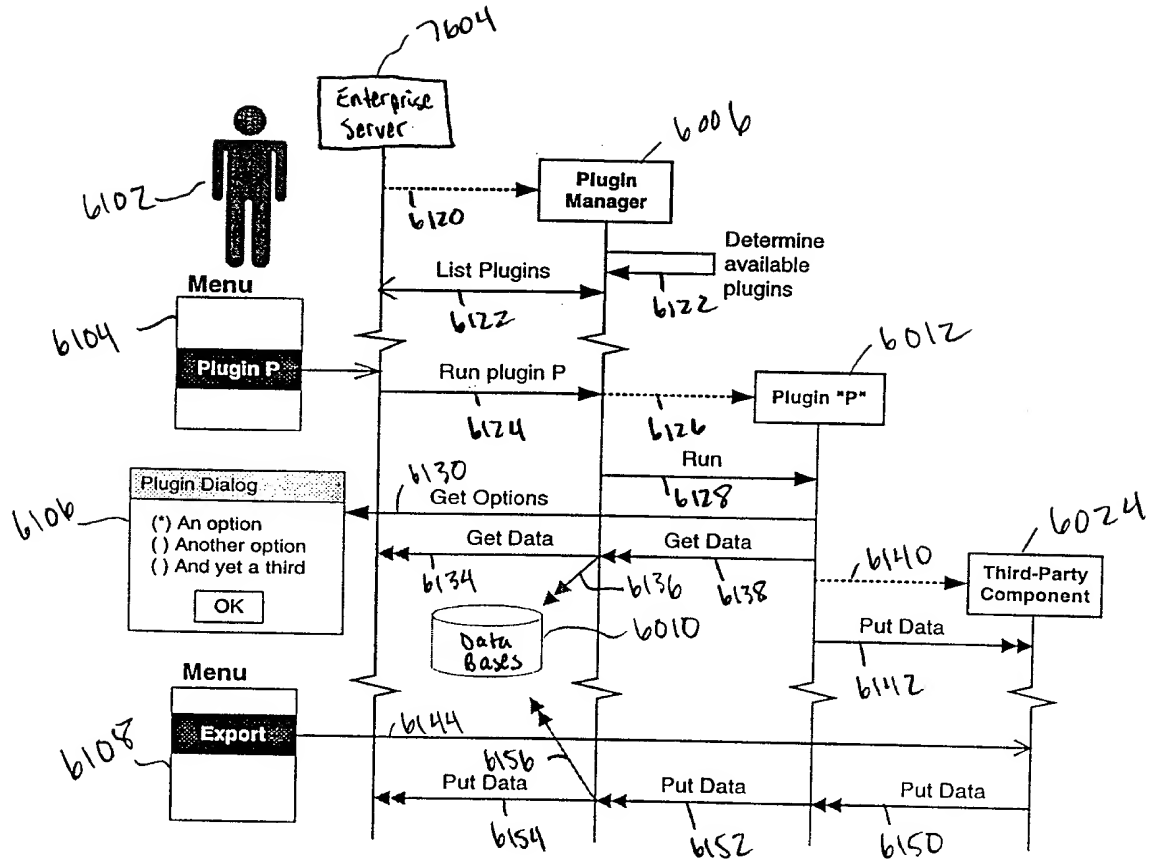 7604
Enterprise
Server
6006
Plugin
Manager
6102
6120
Determine
available
plugins
List Plugins
6122
6122
Menu
6104
Plugin P
6012
Run plugin P
Plugin "P"
6124
6126
Run
6128
6130
Get Options
Plugin Dialog
6106
(*) An option
( ) Another option
( ) And yet a third
OK
Get Data
Get Data
6134
6136
6138
6140
6024
Third-Party
Component
6010
Data
Bases
Put Data
6142
Menu
6108
Export
6144
6156
Put Data
Put Data
Put Data
6154
6152
6150